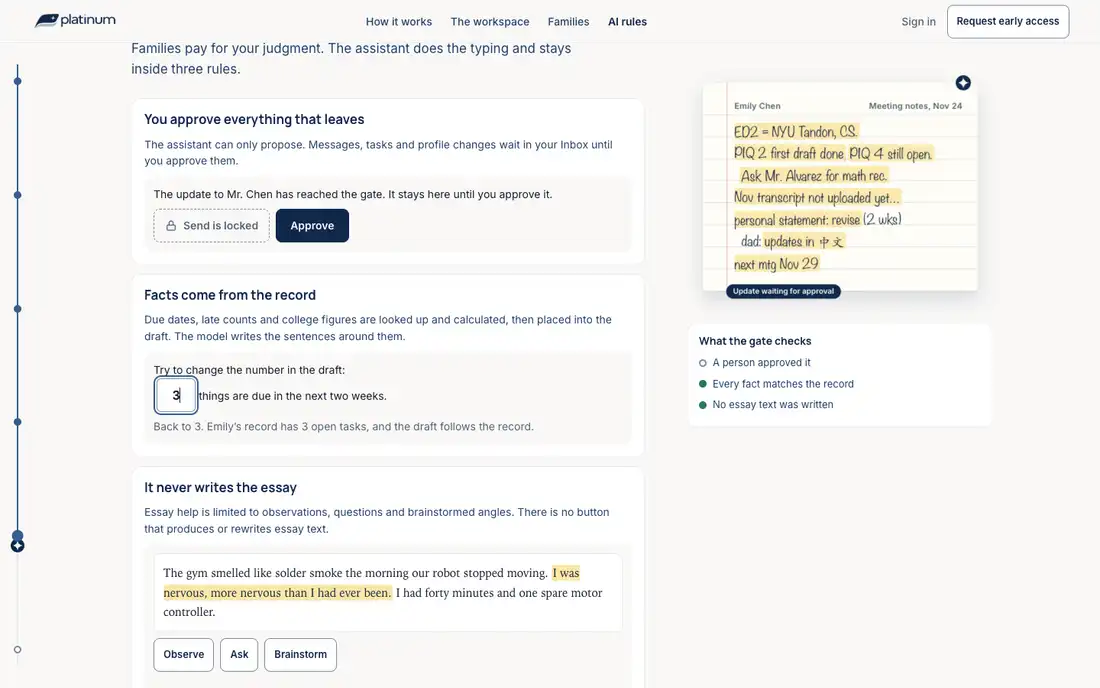 platinum
How it works
The workspace
Families
AI rules
Sign in
Request early access
Families pay for your judgment. The assistant does the typing and stays
inside three rules.
You approve everything that leaves
The assistant can only propose. Messages, tasks and profile changes wait in your Inbox until
you approve them.
The update to Mr. Chen has reached the gate. It stays here until you approve it.
Send is locked
Approve
Facts come from the record
Due dates, late counts and college figures are looked up and calculated, then placed into the
draft. The model writes the sentences around them.
Try to change the number in the draft:
3 things are due in the next two weeks.
Back to 3. Emily’s record has 3 open tasks, and the draft follows the record.
It never writes the essay
Essay help is limited to observations, questions and brainstormed angles. There is no button
that produces or rewrites essay text.
The gym smelled like solder smoke the morning our robot stopped moving. I was
nervous, more nervous than I had ever been. I had forty minutes and one spare motor
controller.
Observe
Ask
Brainstorm
Emily Chen
Meeting notes, Nov 24
ED2 = NYU Tandon, CS.
PIQ 2 first draft done. PIQ 4 still open.
Ask Mr. Alvarez for math rec.
Nov transcript not uploaded yet...
personal statement: revise (2 wks)
dad: updates in 中文
next mtg Nov 29
Update waiting for approval
What the gate checks
A person approved it
Every fact matches the record
No essay text was written